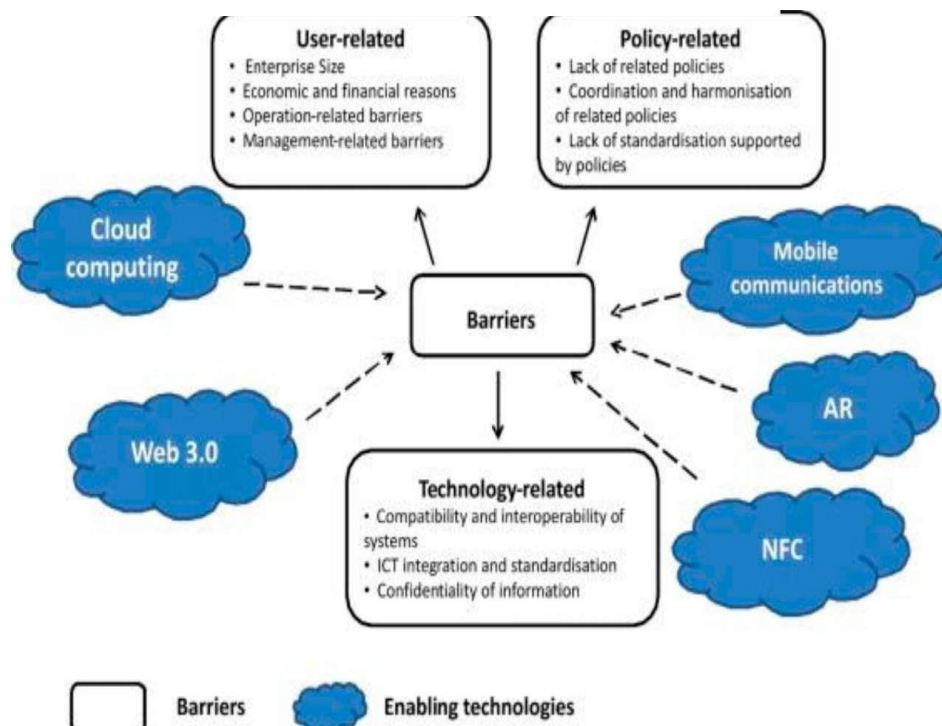 User-related
• Enterprise Size
• Economic and financial reasons
• Operation-related barriers
• Management-related barriers
Policy-related
• Lack of related policies
• Coordination and harmonisation
of related policies
• Lack of standardisation supported
by policies
Cloud
computing
Mobile
communications
Barriers
AR
Web 3.0
Technology-related
• Compatibility and interoperability of
systems
• ICT integration and standardisation
• Confidentiality of information
NFC
Barriers
Enabling technologies